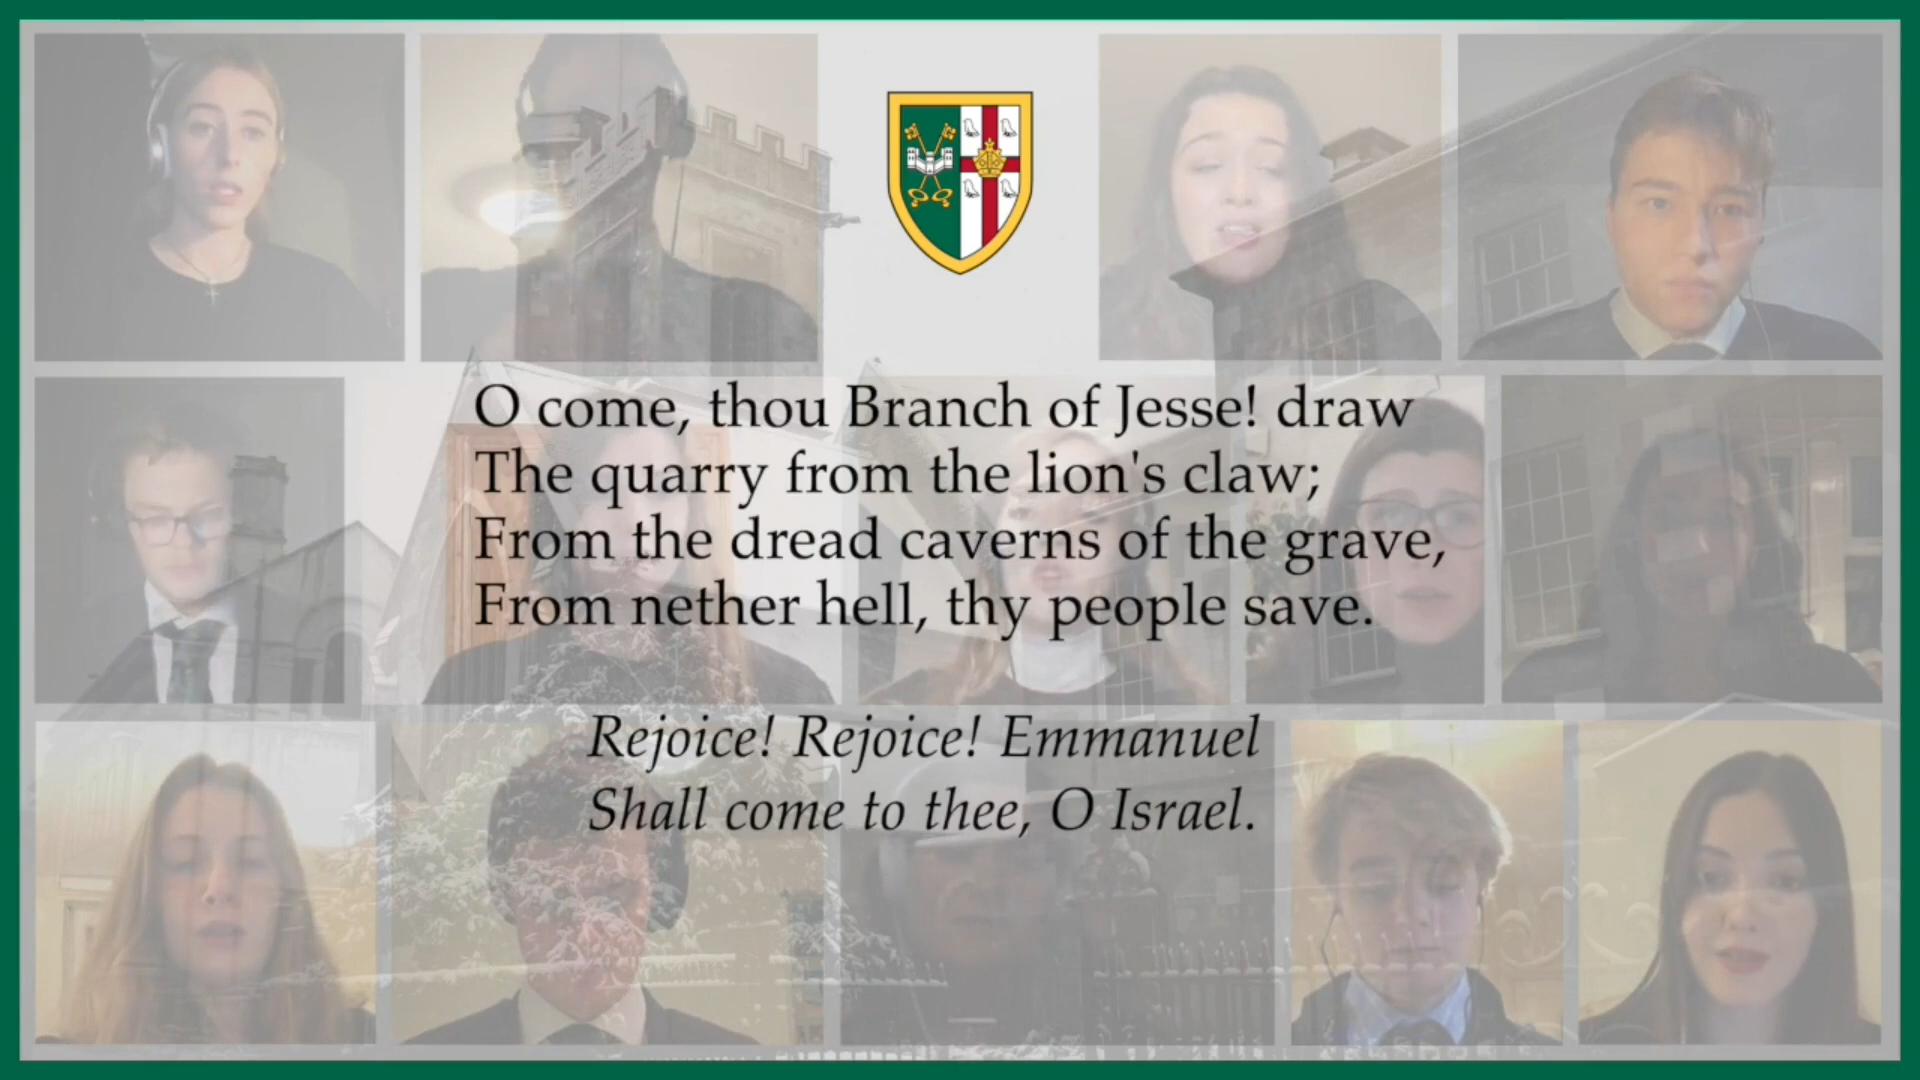 O come, thou Branch of Jesse! draw
The quarry from the lion's claw;
From the dread caverns of the grave,
From nether hell, thy people save.
Rejoice! Rejoice! Emmanuel
Shall come to thee, O Israel.